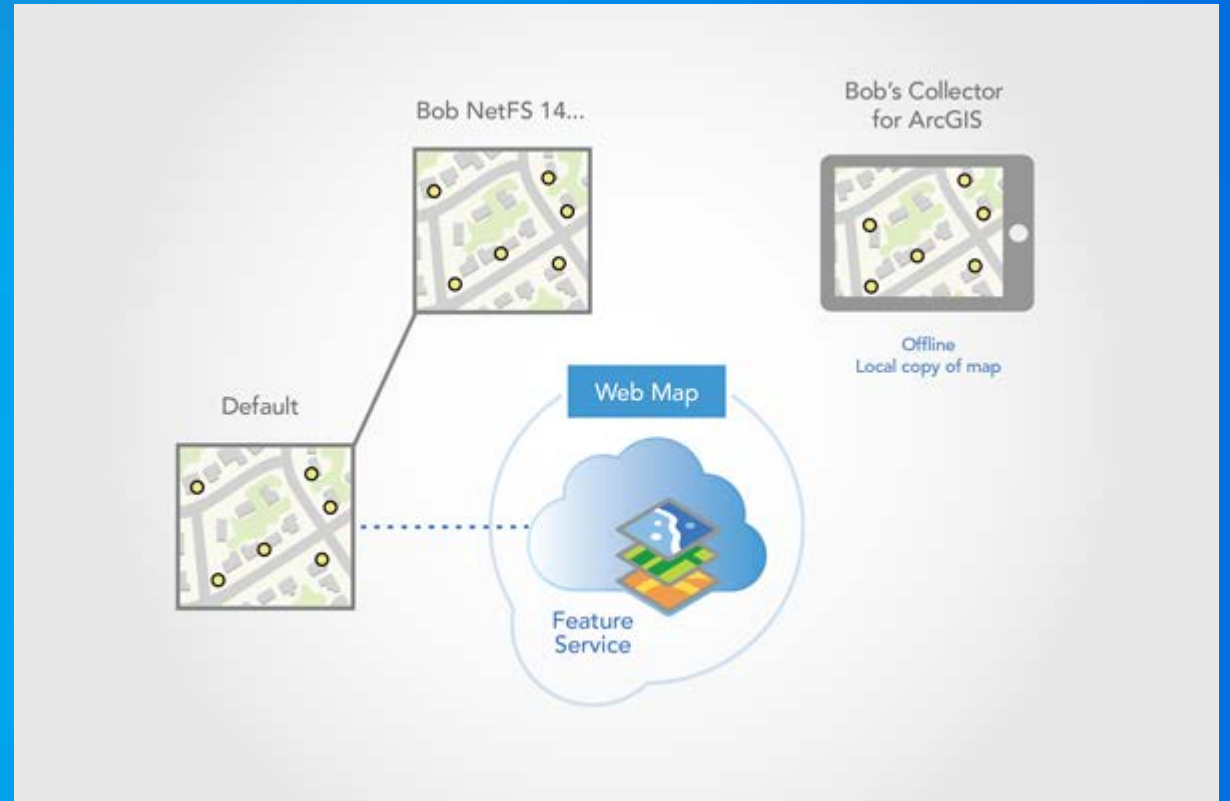 Bob NetFS 14...
Bob's Collector
for ArcGIS
Offline
Local copy of map
Web Map
Default
Feature
Service